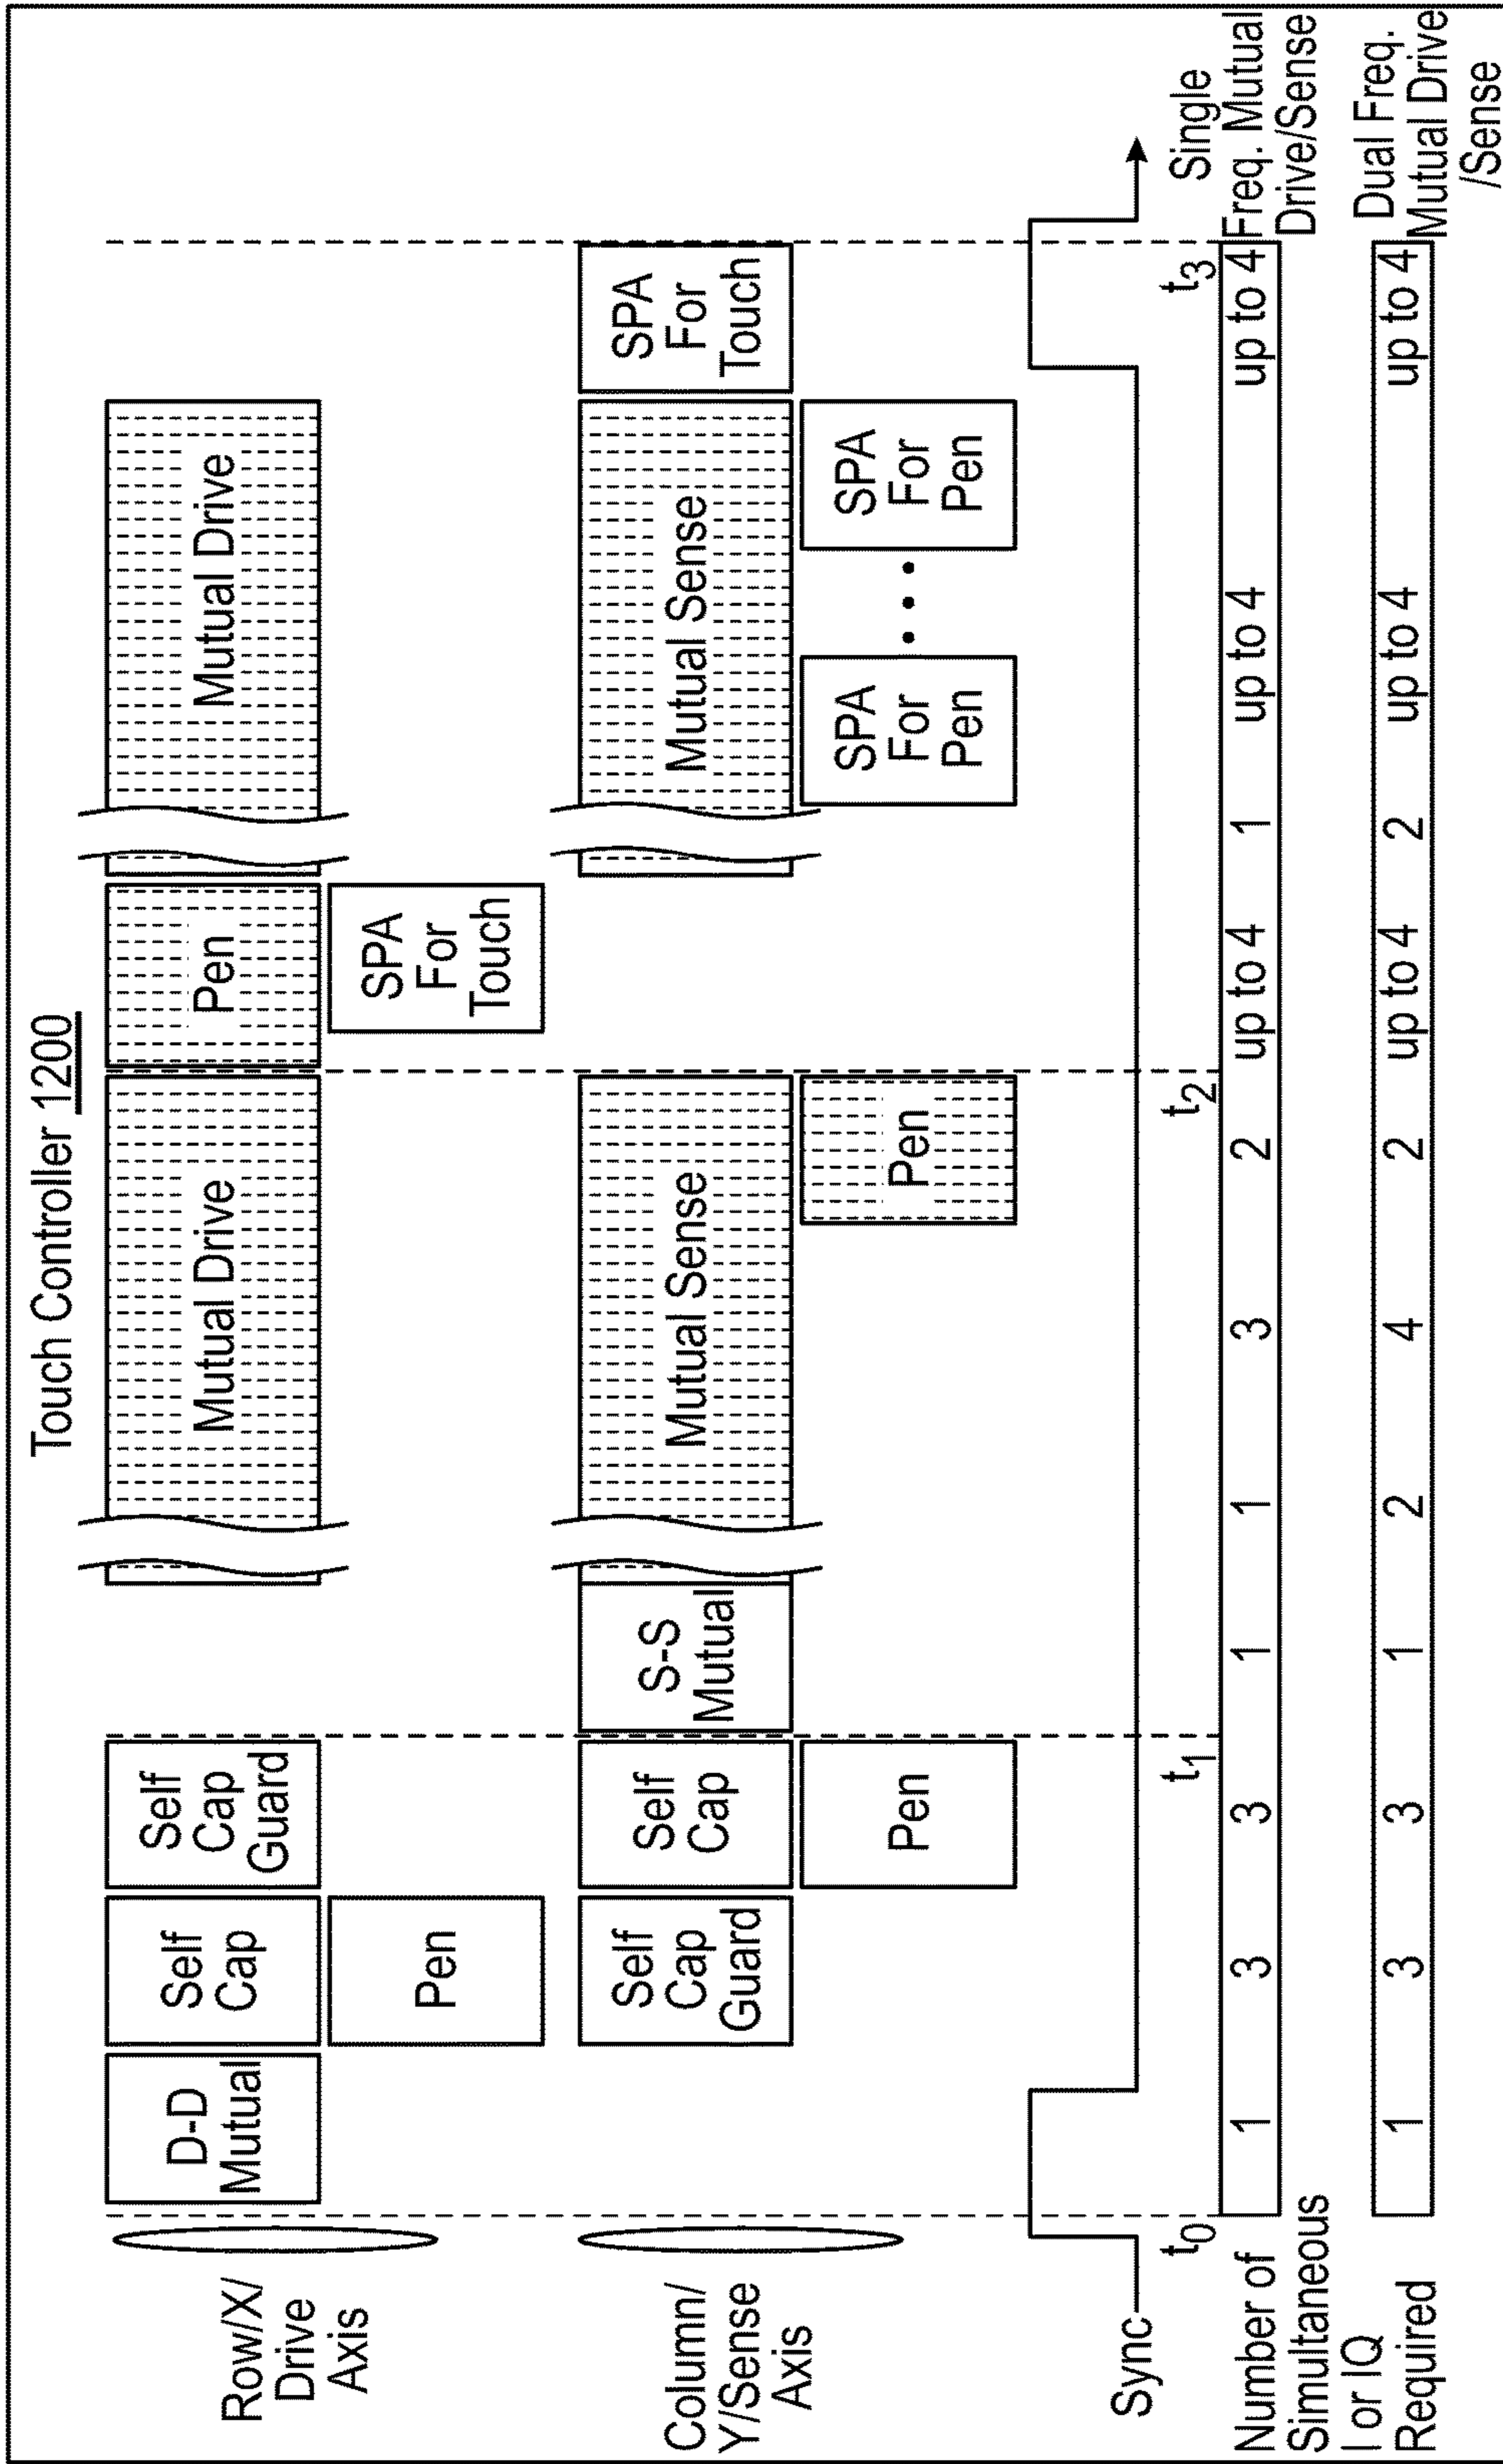 Touch Controller 1200
Row/X/
Drive
Axis
D-D
Mutual
Self
Cap
Self
Cap
Guard
Mutual Drive
Pen
Mutual Drive
Pen
SPA
For
Touch
Column/
Y/Sense
Axis
Self
Cap
Guard
Self
Cap
S-S
Mutual
Mutual Sense
Mutual Sense
SPA
For
Touch
Pen
Pen
SPA
For
Pen
SPA
For
Pen
Sync
t0
t1
t2
t3
Number of
Simultaneous
I or IQ
Required
1 3 3 1 1 3 2 up to 4 1 up to 4 up to 4
Single
Freq. Mutual
Drive/Sense
1 3 3 1 2 4 2 up to 4 2 up to 4 up to 4
Dual Freq.
Mutual Drive
/Sense